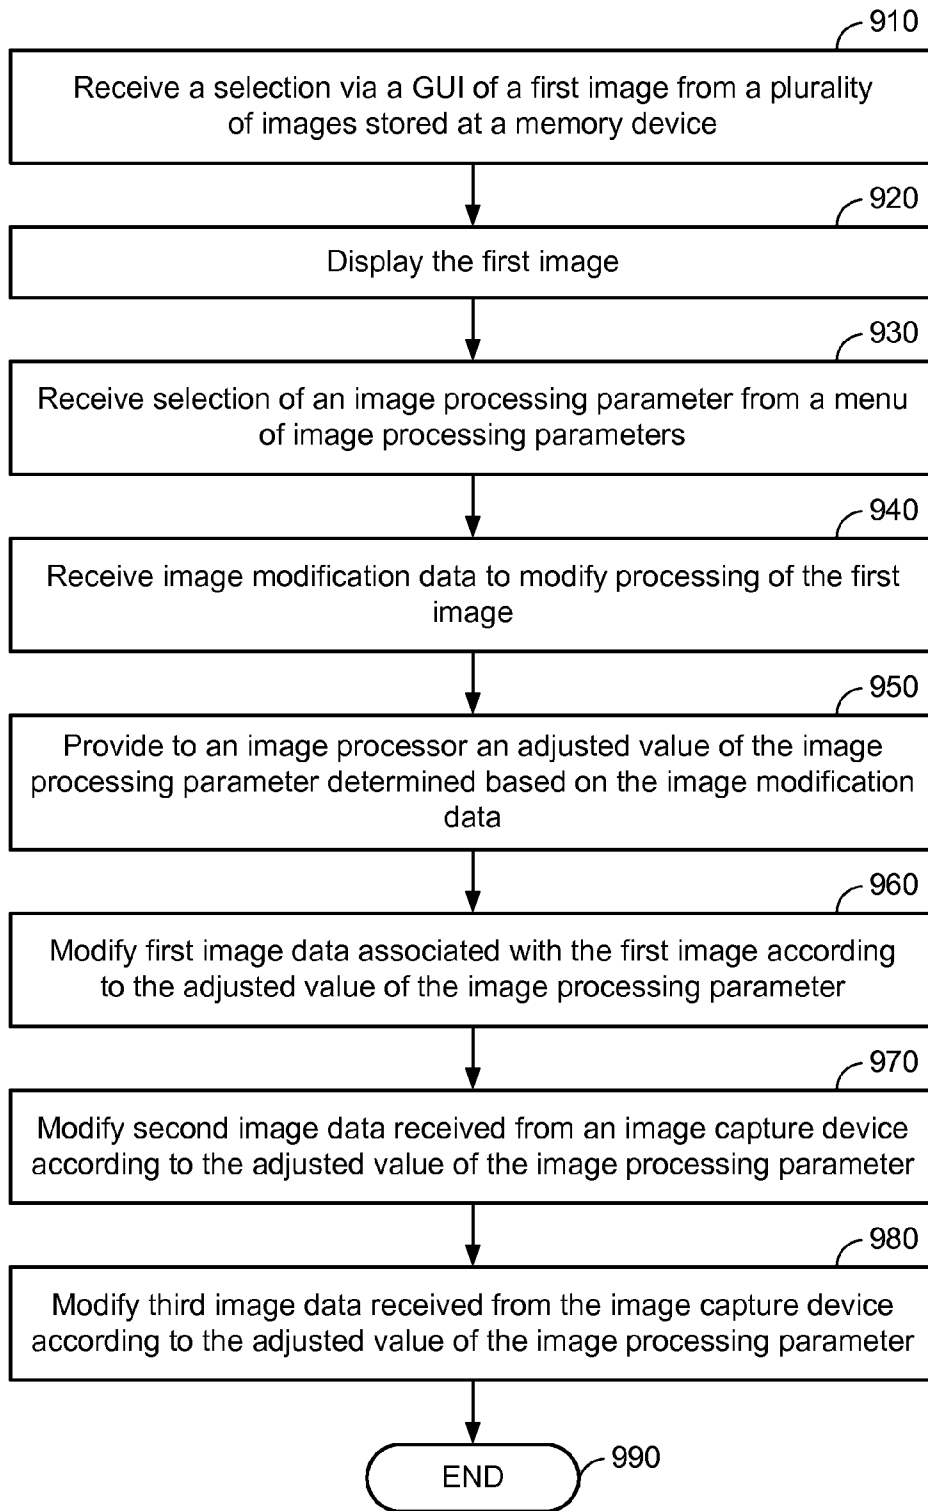 910
Receive a selection via a GUI of a first image from a plurality
of images stored at a memory device
920
Display the first image
930
Receive selection of an image processing parameter from a menu
of image processing parameters
940
Receive image modification data to modify processing of the first
image
950
Provide to an image processor an adjusted value of the image
processing parameter determined based on the image modification
data
960
Modify first image data associated with the first image according
to the adjusted value of the image processing parameter
970
Modify second image data received from an image capture device
according to the adjusted value of the image processing parameter
980
Modify third image data received from the image capture device
according to the adjusted value of the image processing parameter
END
990